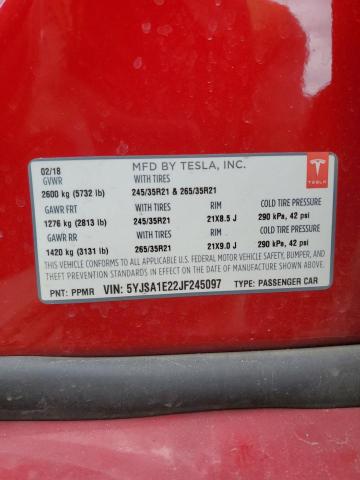 02/18 MFD BY TESLA, INC.
GVWR WITH TIRES
2600 kg (5732 lb) 245/35R21 & 265/35R21
GAWR FRT WITH TIRES RIM COLD TIRE PRESSURE
1276 kg (2813 lb) 245/35R21 21X8.5 J 290 kPa, 42 psi
GAWR RR WITH TIRES RIM COLD TIRE PRESSURE
1420 kg (3131 lb) 265/35R21 21X9.0 J 290 kPa, 42 psi
THIS VEHICLE CONFORMS TO ALL APPLICABLE U.S. FEDERAL MOTOR VEHICLE SAFETY, BUMPER, AND
THEFT PREVENTION STANDARDS IN EFFECT ON THE DATE OF MANUFACTURE SHOWN ABOVE.
PNT: PPMR VIN: 5YJSA1E22JF245097 TYPE: PASSENGER CAR
TESLA